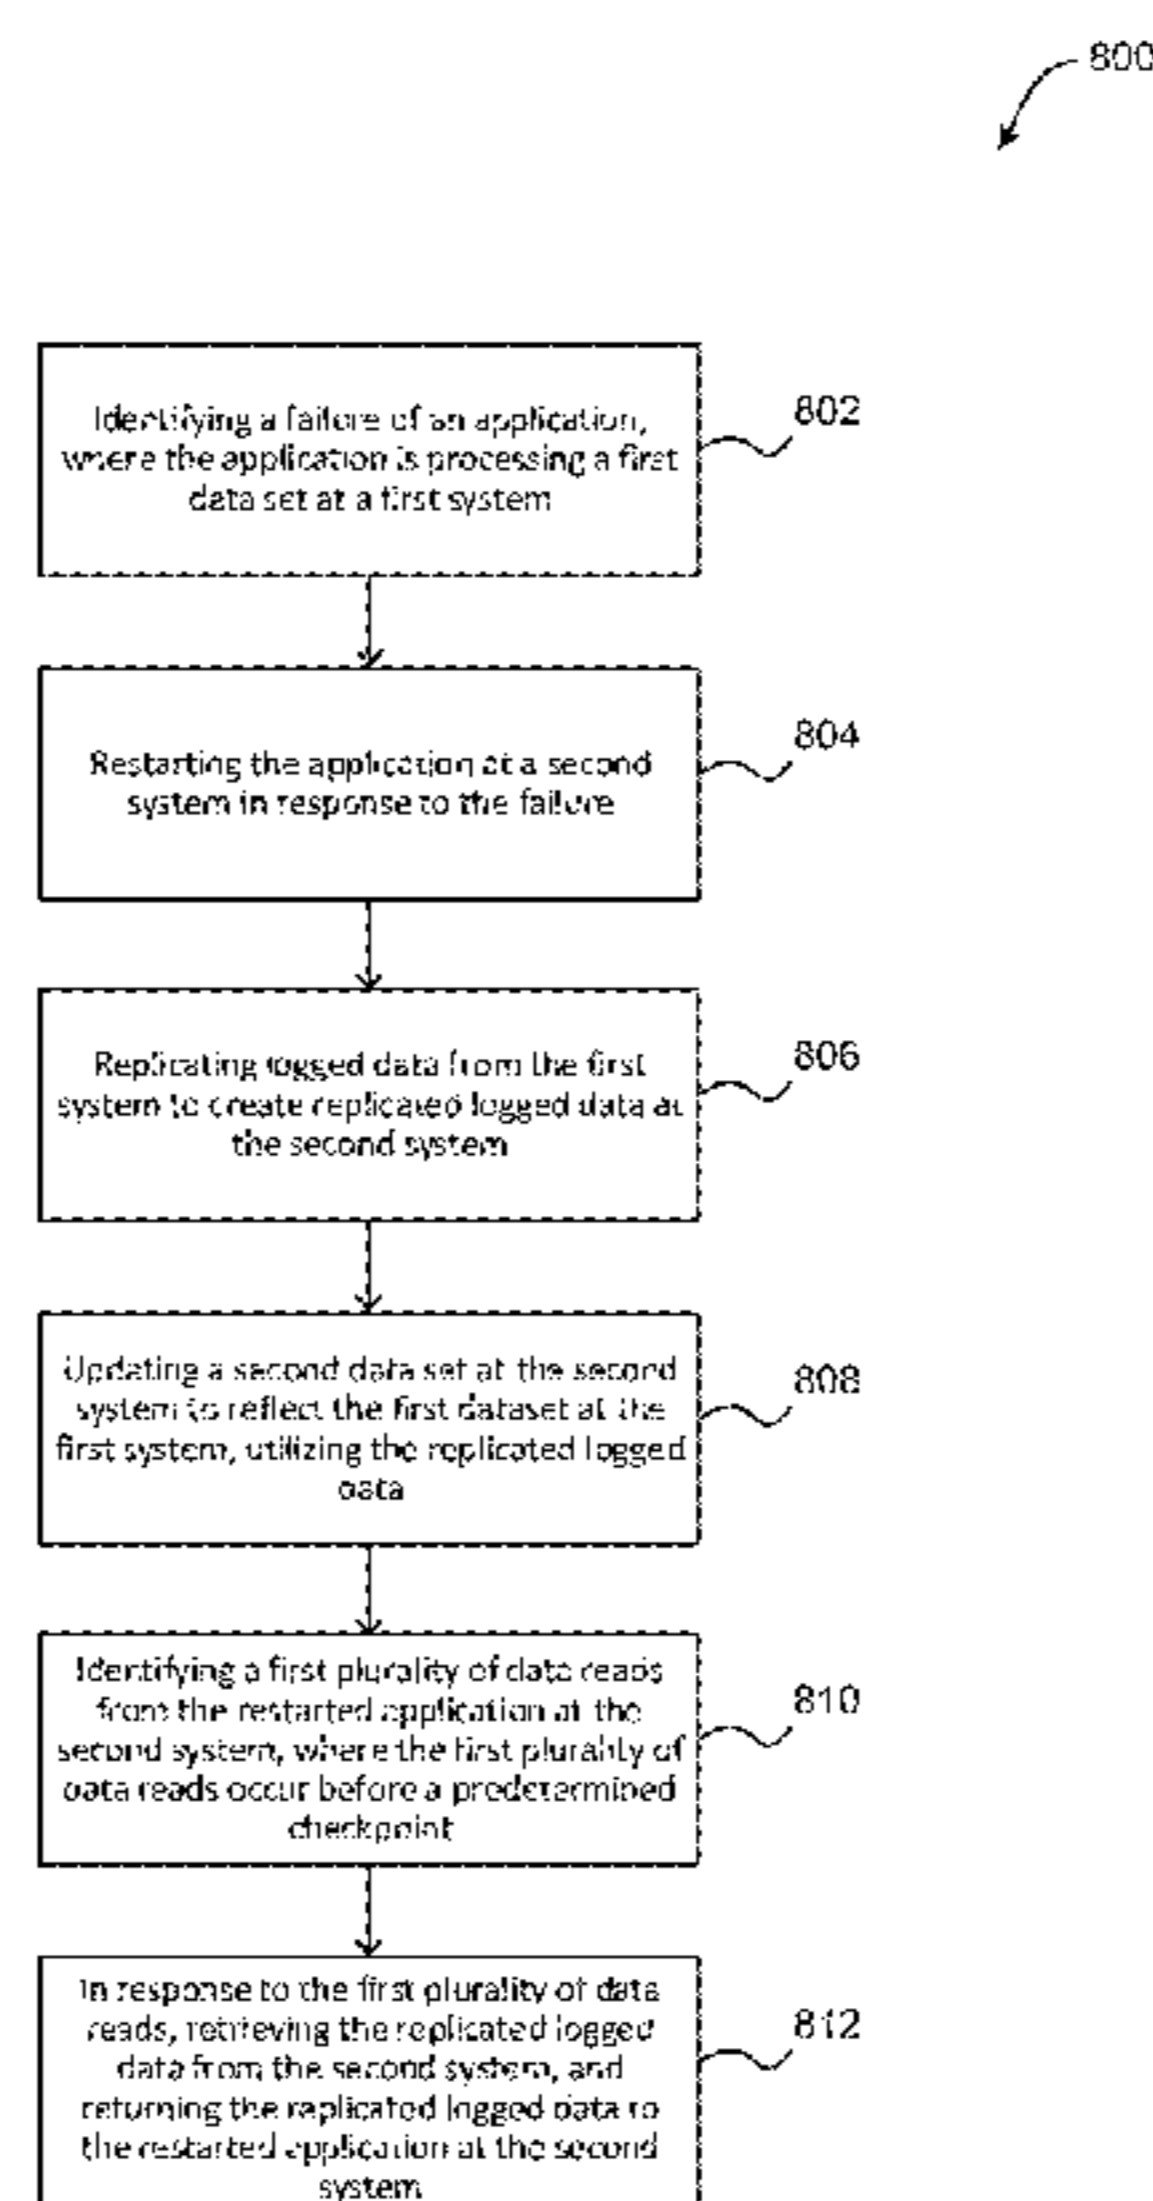 800
Identifying a failure of an application,
where the application is processing a first
data set at a first system
802
Restarting the application at a second
system in response to the failure
804
Replicating logged data from the first
system to create replicated logged data at
the second system
806
Updating a second data set at the second
system to reflect the first dataset at the
first system, utilizing the replicated logged
data
808
Identifying a first plurality of data reads
from the restarted application at the
second system, where the first plurality of
data reads occur before a predetermined
checkpoint
810
In response to the first plurality of data
reads, retrieving the replicated logged
data from the second system, and
returning the replicated logged data to
the restarted application at the second
system
812